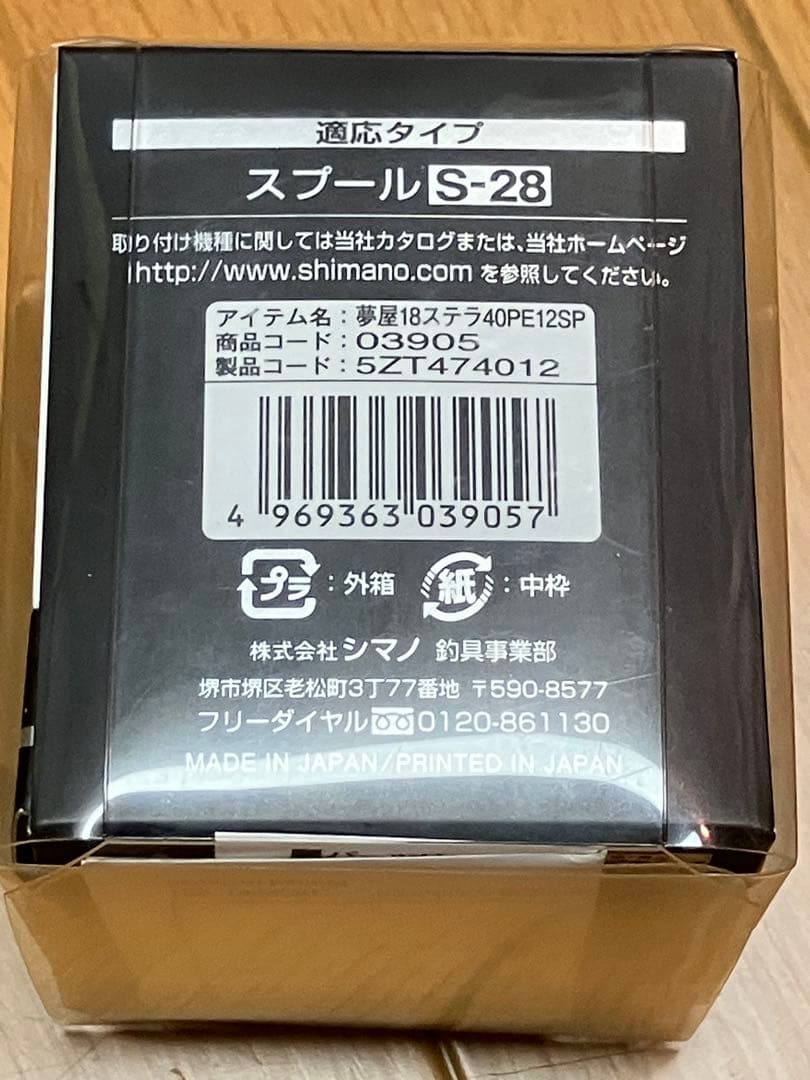 適応タイプ
スプール S-28
取り付け機種に関しては当社カタログまたは、当社ホームページ
http://www.shimano.com を参照してください。
アイテム名：夢屋18ステラ40PE12SP
商品コード：03905
製品コード：5ZT474012
4 969363 039057
プラ：外箱 紙：中枠
株式会社シマノ 釣具事業部
堺市堺区老松町3丁77番地 〒590-8577
フリーダイヤル 0120-861130
MADE IN JAPAN/PRINTED IN JAPAN